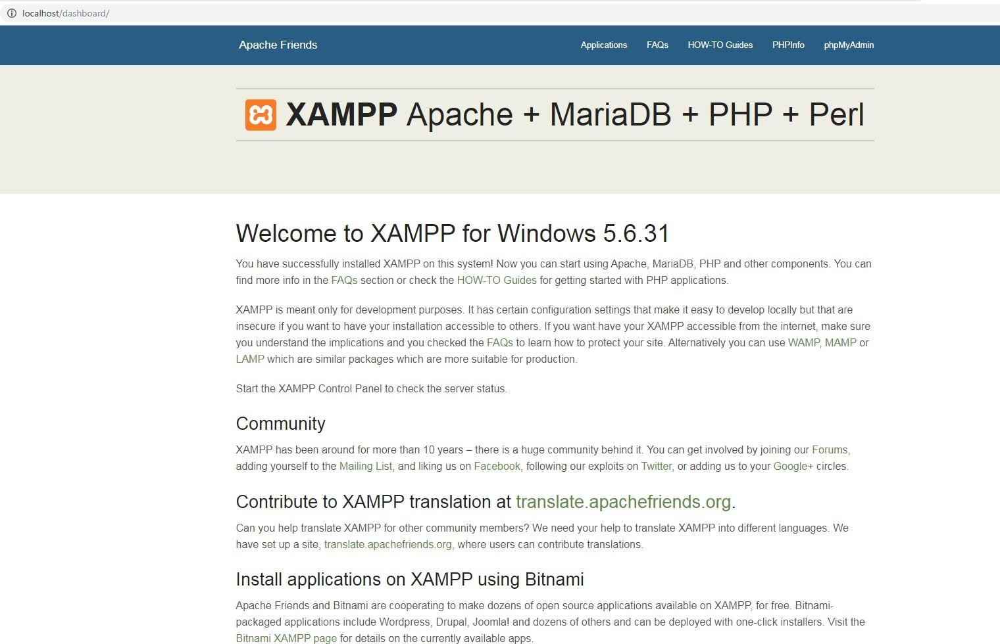 localhost/dashboard/
Apache Friends
Applications FAQs HOW-TO Guides PHPInfo phpMyAdmin
XAMPP Apache + MariaDB + PHP + Perl
Welcome to XAMPP for Windows 5.6.31
You have successfully installed XAMPP on this system! Now you can start using Apache, MariaDB, PHP and other components. You can
find more info in the FAQs section or check the HOW-TO Guides for getting started with PHP applications.
XAMPP is meant only for development purposes. It has certain configuration settings that make it easy to develop locally but that are
insecure if you want to have your installation accessible to others. If you want have your XAMPP accessible from the internet, make sure
you understand the implications and you checked the FAQs to learn how to protect your site. Alternatively you can use WAMP, MAMP or
LAMP which are similar packages which are more suitable for production.
Start the XAMPP Control Panel to check the server status.
Community
XAMPP has been around for more than 10 years – there is a huge community behind it. You can get involved by joining our Forums,
adding yourself to the Mailing List, and liking us on Facebook, following our exploits on Twitter, or adding us to your Google+ circles.
Contribute to XAMPP translation at translate.apachefriends.org.
Can you help translate XAMPP for other community members? We need your help to translate XAMPP into different languages. We
have set up a site, translate.apachefriends.org, where users can contribute translations.
Install applications on XAMPP using Bitnami
Apache Friends and Bitnami are cooperating to make dozens of open source applications available on XAMPP, for free. Bitnami-
packaged applications include Wordpress, Drupal, Joomla! and dozens of others and can be deployed with one-click installers. Visit the
Bitnami XAMPP page for details on the currently available apps.